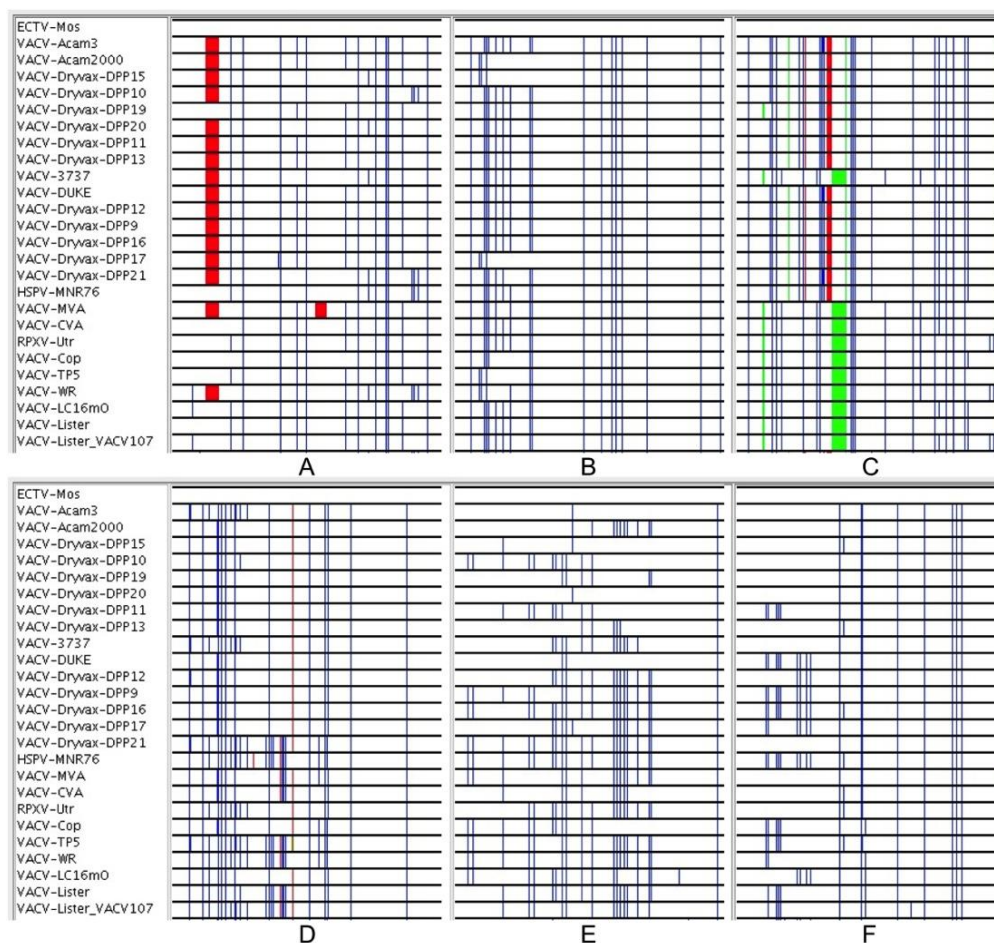 ECTV-Mos
VACV-Acam3
VACV-Acam2000
VACV-Dryvax-DPP15
VACV-Dryvax-DPP10
VACV-Dryvax-DPP19
VACV-Dryvax-DPP20
VACV-Dryvax-DPP11
VACV-Dryvax-DPP13
VACV-3737
VACV-DUKE
VACV-Dryvax-DPP12
VACV-Dryvax-DPP9
VACV-Dryvax-DPP16
VACV-Dryvax-DPP17
VACV-Dryvax-DPP21
HSPV-MNR76
VACV-MVA
VACV-CVA
RPXV-Utr
VACV-Cop
VACV-TP5
VACV-WR
VACV-LC16mO
VACV-Lister
VACV-Lister_VACV107
A B C
ECTV-Mos
VACV-Acam3
VACV-Acam2000
VACV-Dryvax-DPP15
VACV-Dryvax-DPP10
VACV-Dryvax-DPP19
VACV-Dryvax-DPP20
VACV-Dryvax-DPP11
VACV-Dryvax-DPP13
VACV-3737
VACV-DUKE
VACV-Dryvax-DPP12
VACV-Dryvax-DPP9
VACV-Dryvax-DPP16
VACV-Dryvax-DPP17
VACV-Dryvax-DPP21
HSPV-MNR76
VACV-MVA
VACV-CVA
RPXV-Utr
VACV-Cop
VACV-TP5
VACV-WR
VACV-LC16mO
VACV-Lister
VACV-Lister_VACV107
D E F